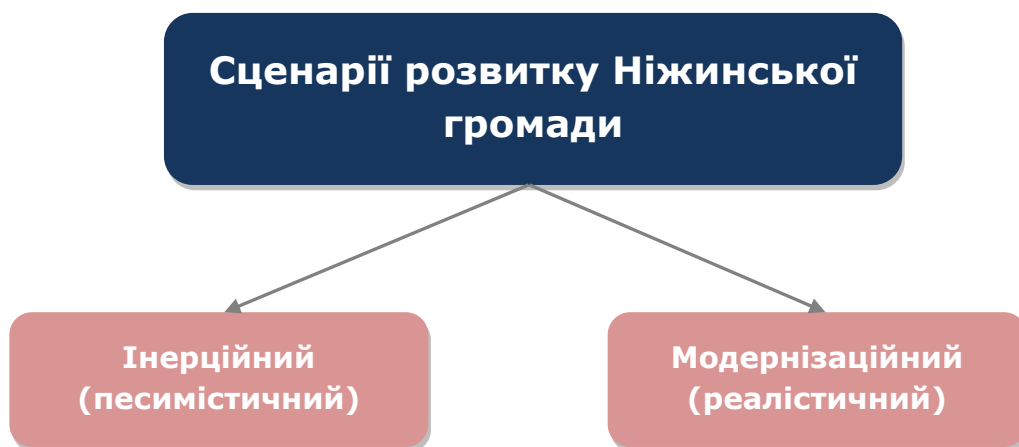 Сценарії розвитку Ніжинської
громади
Інерційний
(песимістичний)
Модернізаційний
(реалістичний)